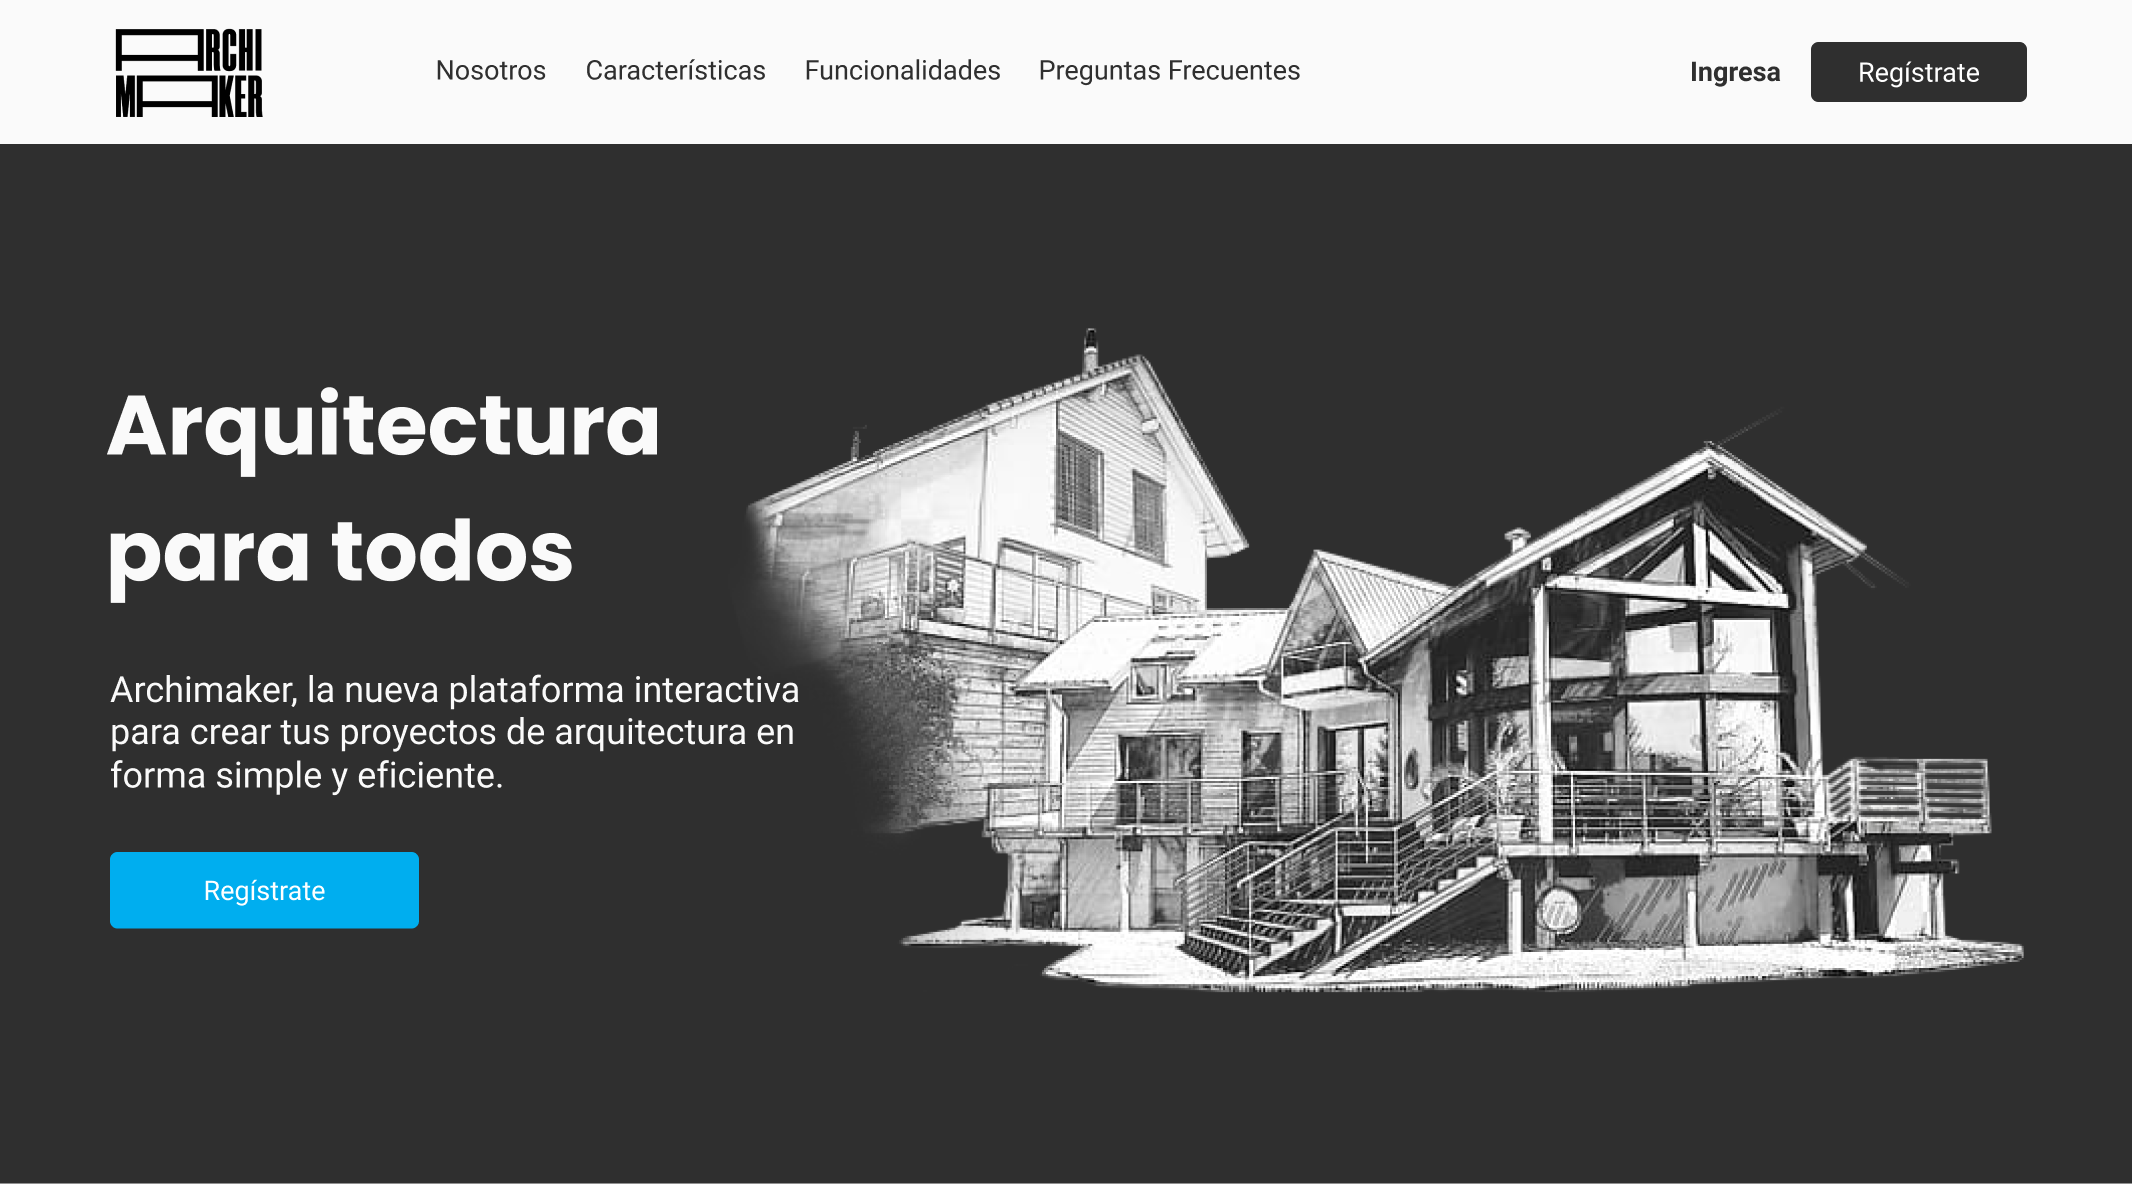 ARCHI
MAKER
Nosotros Características Funcionalidades Preguntas Frecuentes
Ingresa Regístrate
Arquitectura
para todos
Archimaker, la nueva plataforma interactiva
para crear tus proyectos de arquitectura en
forma simple y eficiente.
Regístrate